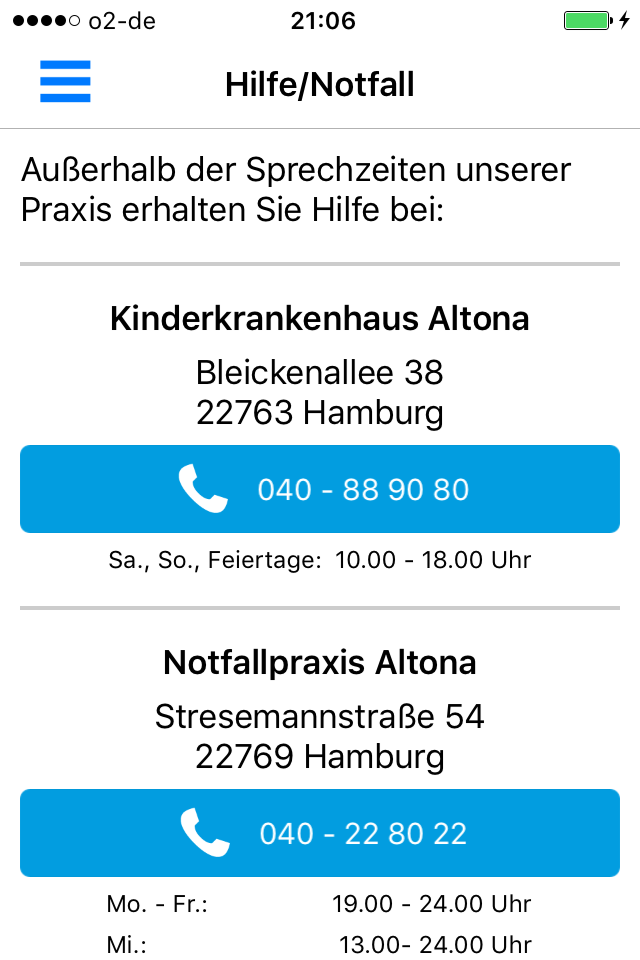 o2-de 21:06
Hilfe/Notfall
Außerhalb der Sprechzeiten unserer
Praxis erhalten Sie Hilfe bei:
Kinderkrankenhaus Altona
Bleickenallee 38
22763 Hamburg
040 - 88 90 80
Sa., So., Feiertage: 10.00 - 18.00 Uhr
Notfallpraxis Altona
Stresemannstraße 54
22769 Hamburg
040 - 22 80 22
Mo. - Fr.: 19.00 - 24.00 Uhr
Mi.: 13.00- 24.00 Uhr